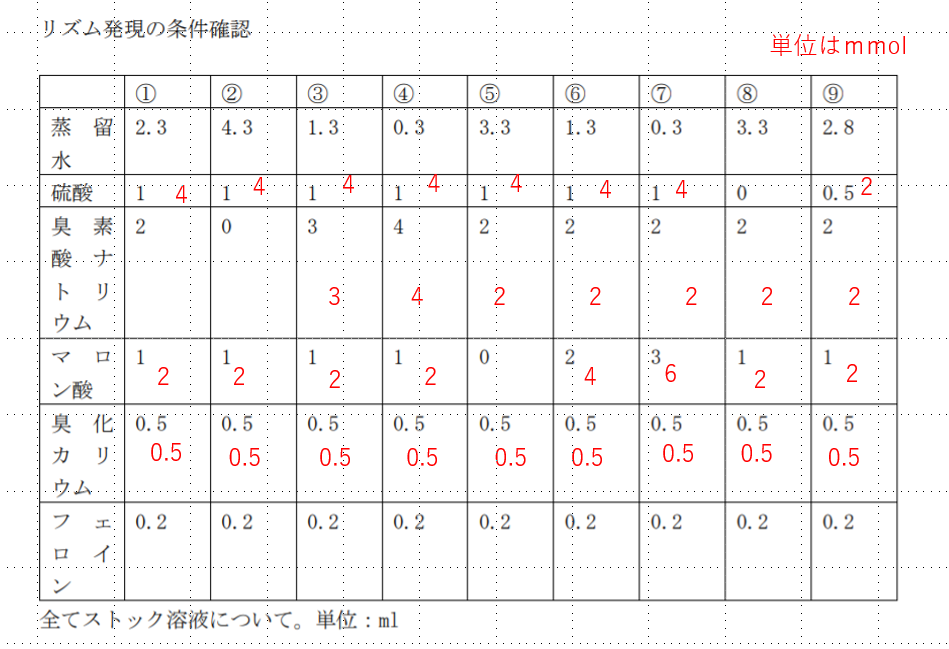 リズム発現の条件確認
単位はmmol
① ② ③ ④ ⑤ ⑥ ⑦ ⑧ ⑨
蒸留水 2.3 4.3 1.3 0.3 3.3 1.3 0.3 3.3 2.8
硫酸 1 4 1 4 1 4 1 4 1 4 1 4 1 4 0 0.5 2
臭素酸ナトリウム 2 0 3 4 2 2 2 2 2
3 4 2 2 2 2 2
マロン酸 1 1 1 1 0 2 3 1 1
2 2 2 2 4 6 2 2
臭化カリウム 0.5 0.5 0.5 0.5 0.5 0.5 0.5 0.5 0.5
0.5 0.5 0.5 0.5 0.5 0.5 0.5 0.5 0.5
フェロイン 0.2 0.2 0.2 0.2 0.2 0.2 0.2 0.2 0.2
全てストック溶液について。単位：ml